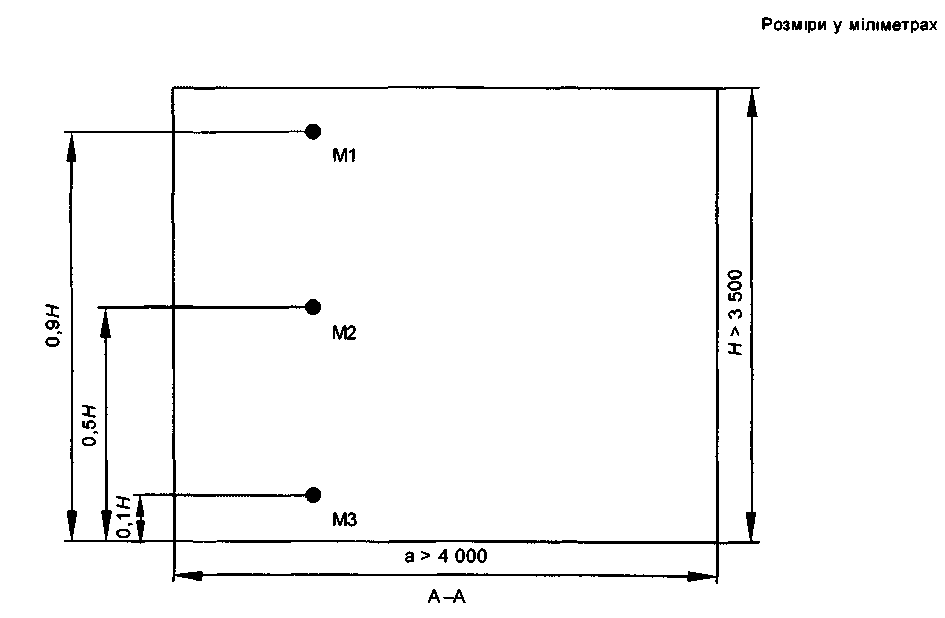 Розміри у міліметрах
M1
0,9H
M2
H > 3 500
0,5H
0,1H
M3
a > 4 000
A–A